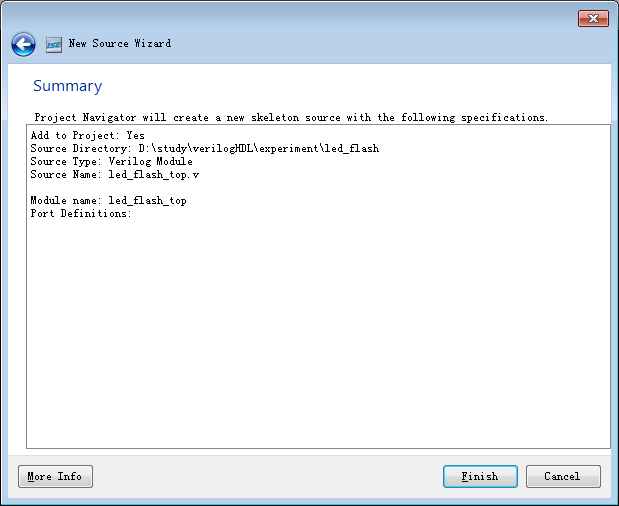 ISE New Source Wizard
Summary
Project Navigator will create a new skeleton source with the following specifications.
Add to Project: Yes
Source Directory: D:\study\verilogHDL\experiment\led_flash
Source Type: Verilog Module
Source Name: led_flash_top.v
Module name: led_flash_top
Port Definitions:
More Info
Finish
Cancel